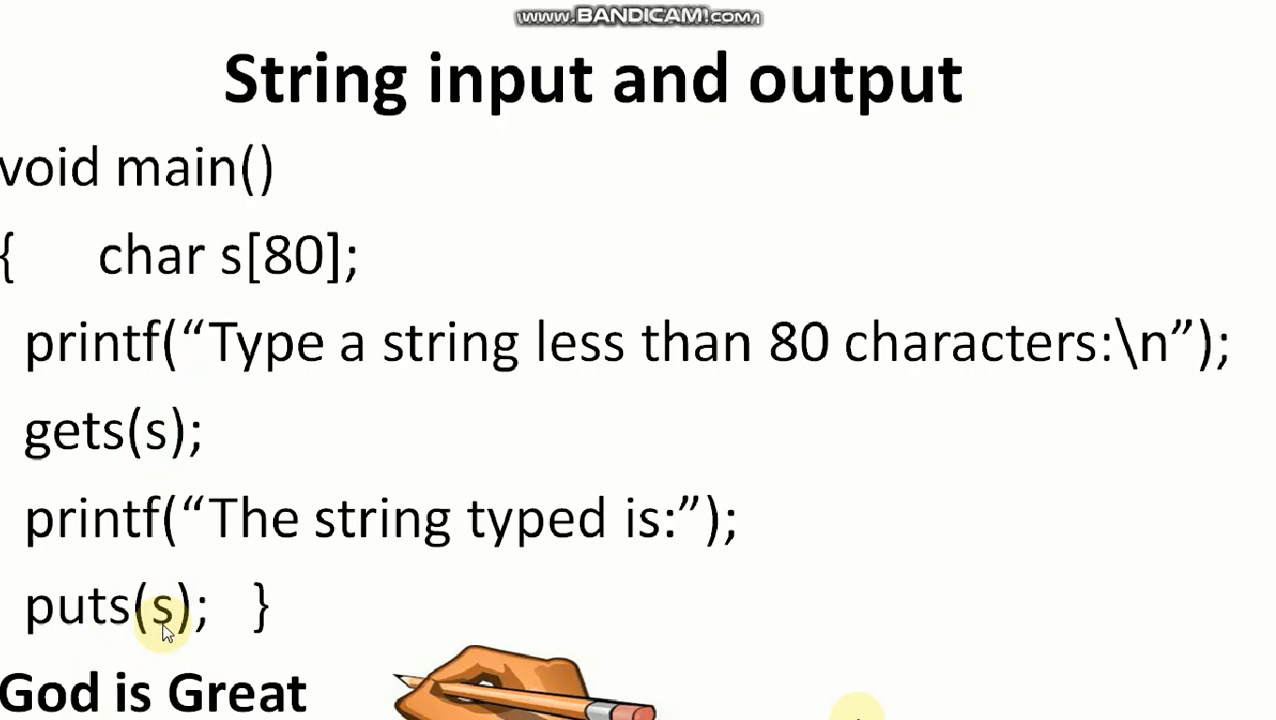 www.BANDICAM.com
String input and output
void main()
{ char s[80];
printf(“Type a string less than 80 characters:\n”);
gets(s);
printf(“The string typed is:”);
puts(s); }
God is Great